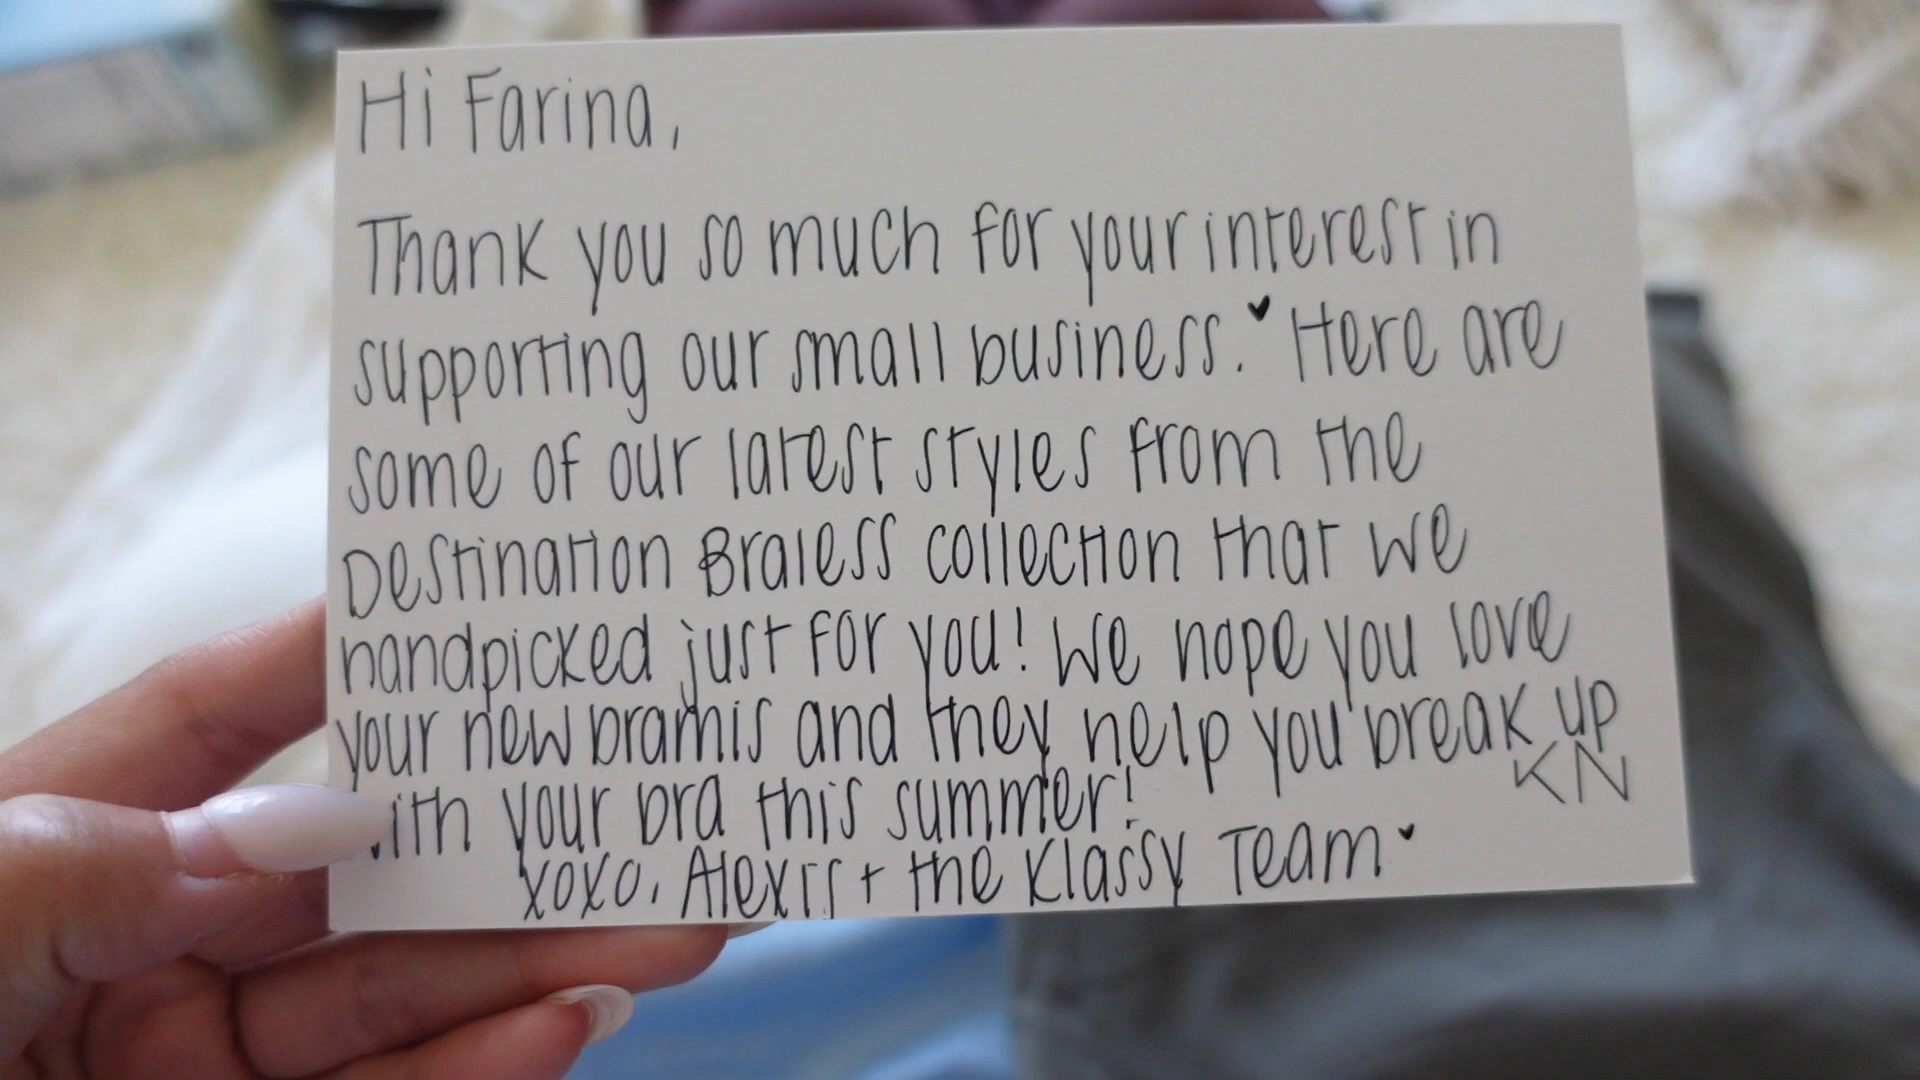 Hi Farina,
Thank you so much for your interest in
supporting our small business.♥ Here are
some of our latest styles from the
Destination Braless collection that we
handpicked just for you! We hope you love
your new bramis and they help you break up
with your bra this summer!
KN
xoxo, Alexis + the Klassy Team♥